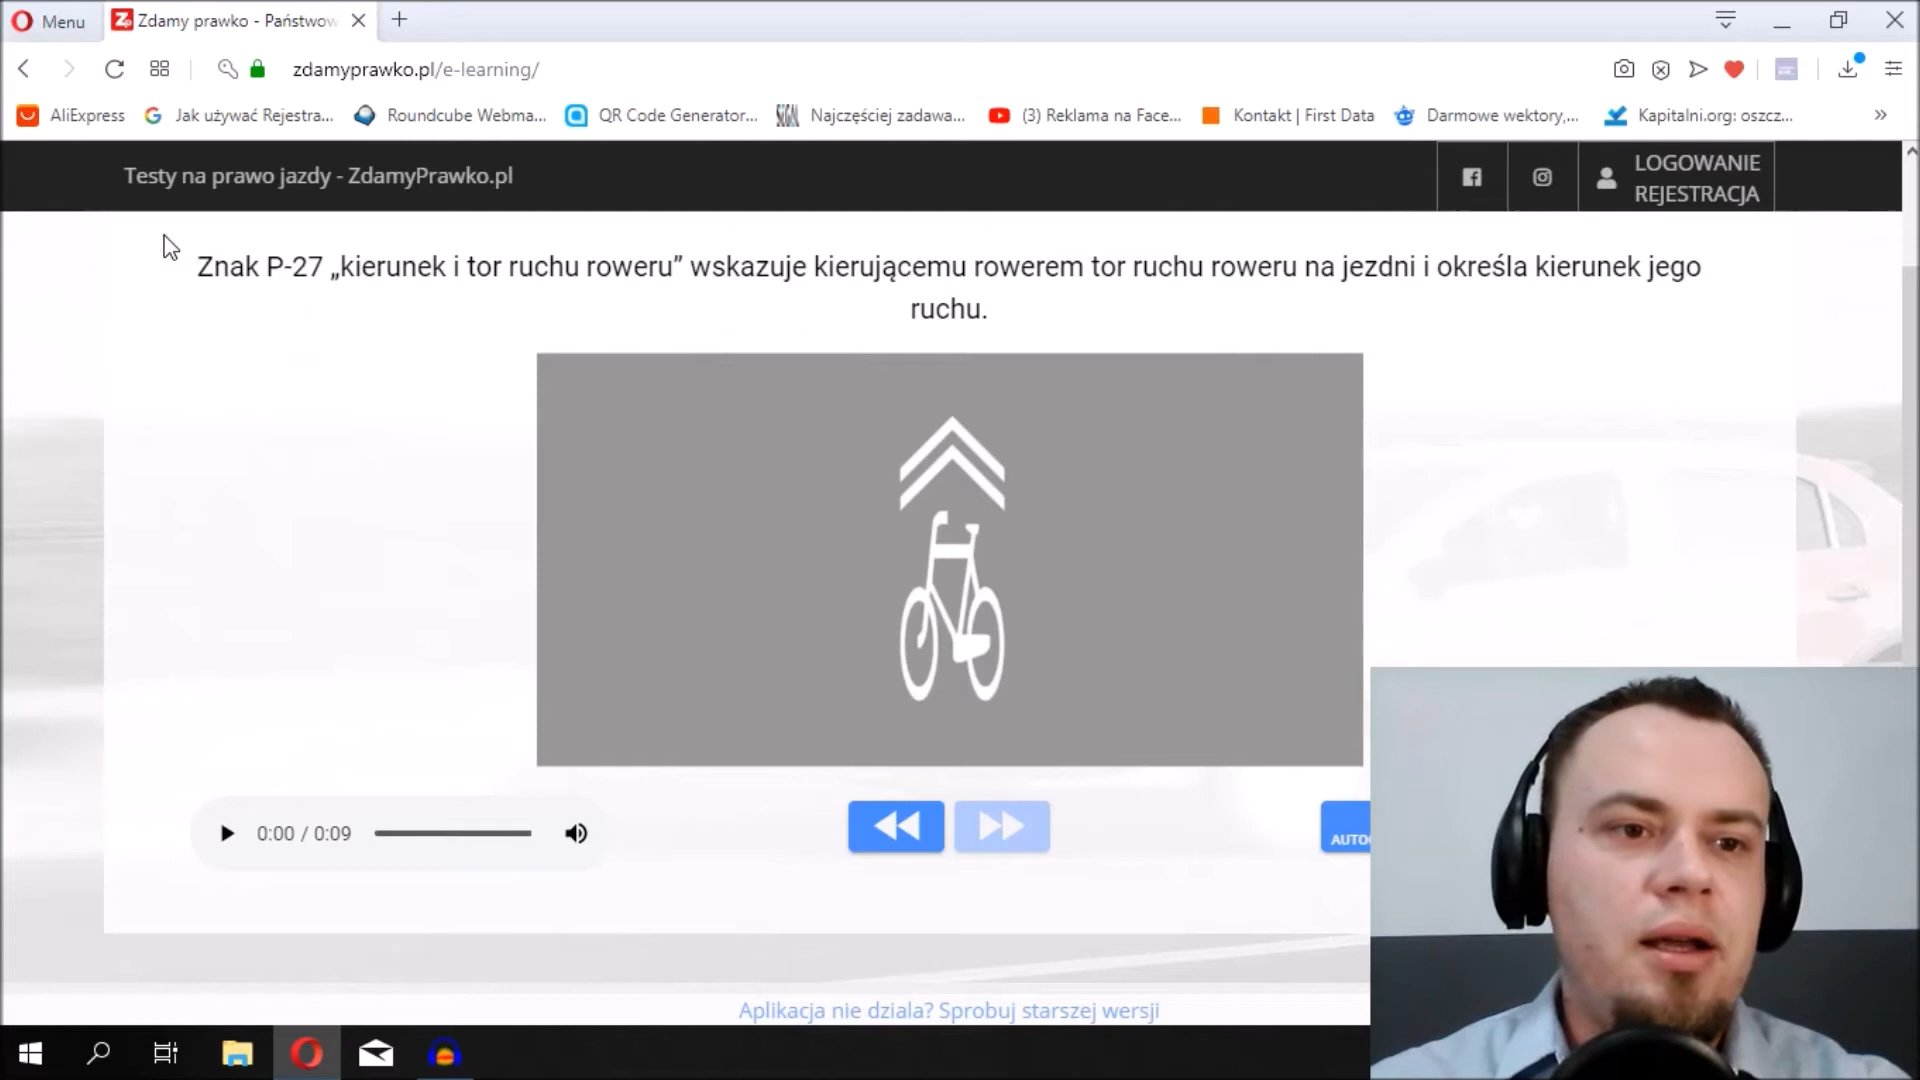 Menu
Zdamy prawko - Państwow
zdamyprawko.pl/e-learning/
AliExpress
Jak używać Rejestra...
Roundcube Webma...
QR Code Generator...
Najczęściej zadawa...
(3) Reklama na Face...
Kontakt | First Data
Darmowe wektory,...
Kapitalni.org: oszcz...
Testy na prawo jazdy - ZdamyPrawko.pl
LOGOWANIE
REJESTRACJA
Znak P-27 „kierunek i tor ruchu roweru” wskazuje kierującemu rowerem tor ruchu roweru na jezdni i określa kierunek jego
ruchu.
0:00 / 0:09
AUTO
Aplikacja nie dziala? Sprobuj starszej wersji